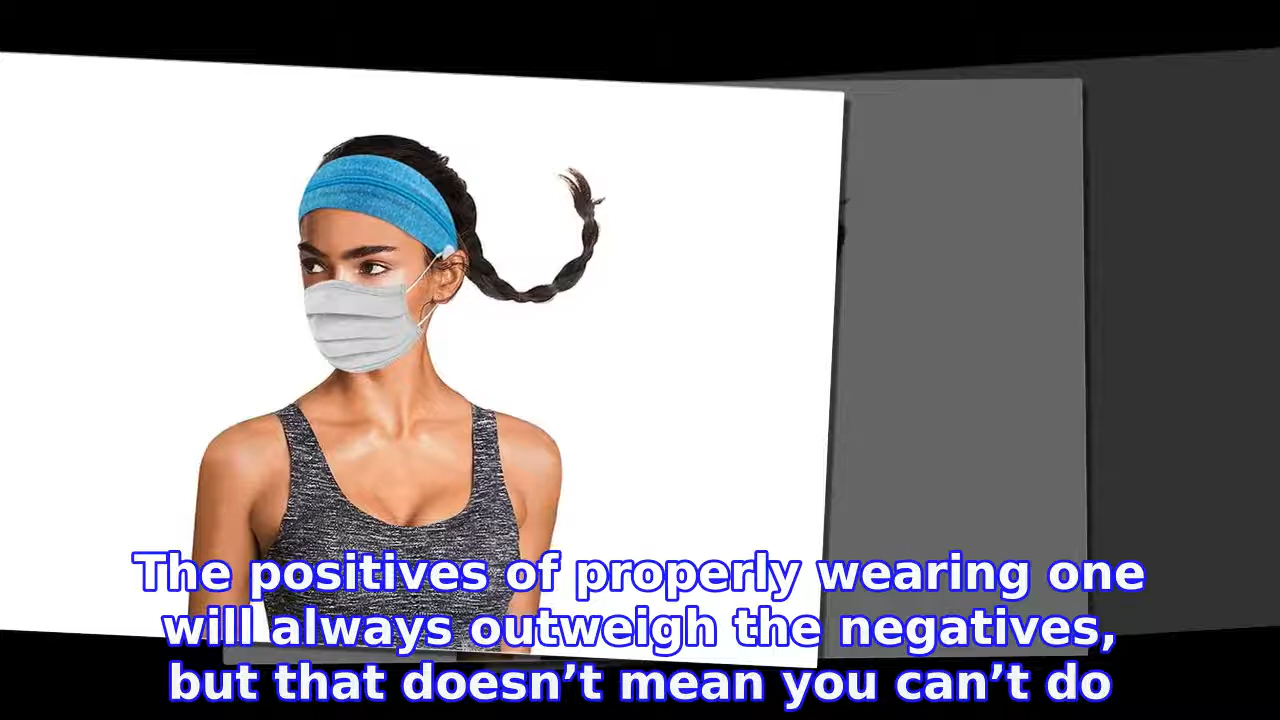 The positives of properly wearing one
will always outweigh the negatives,
but that doesn’t mean you can’t do